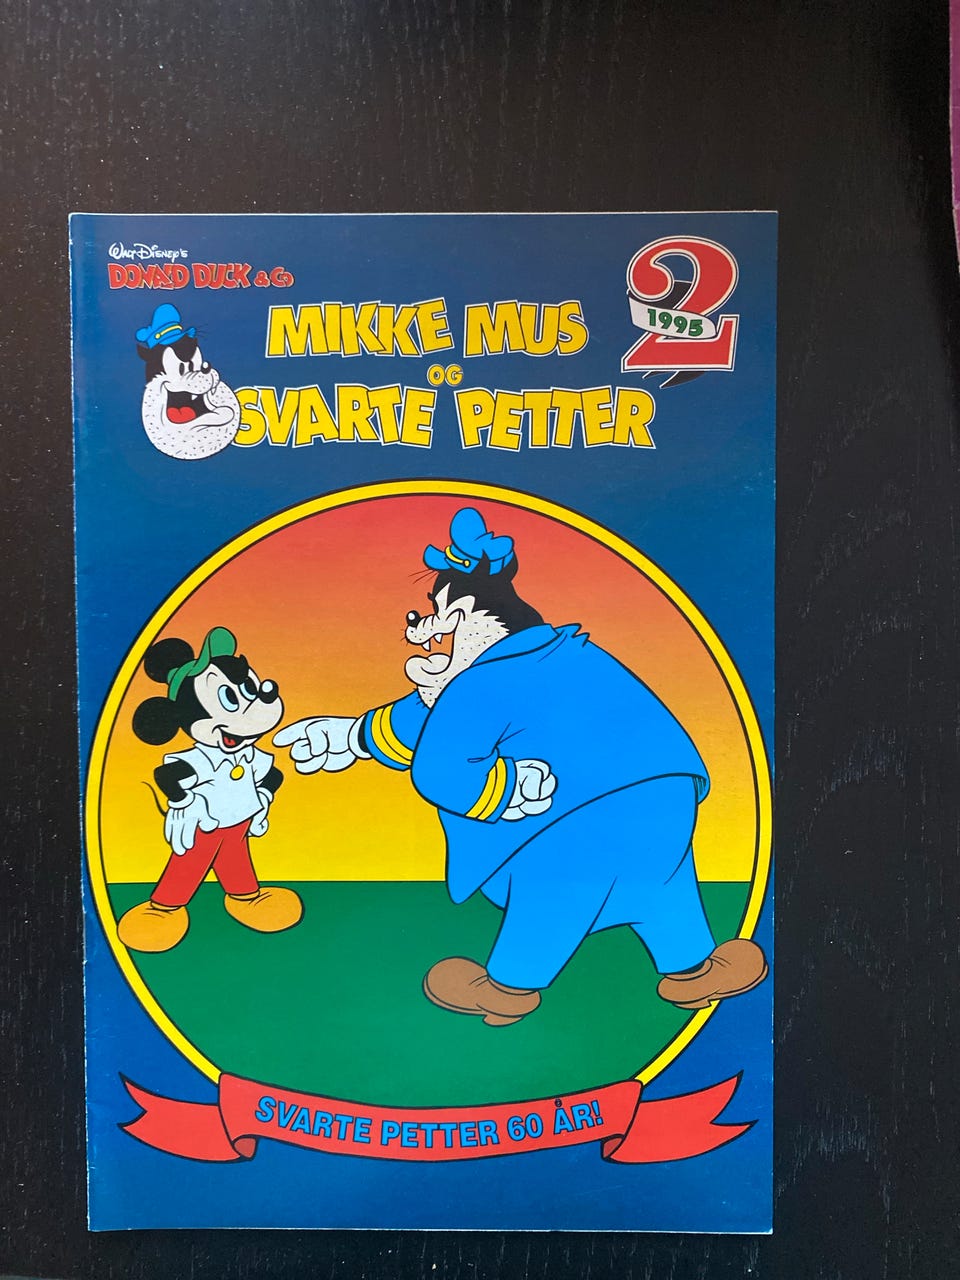 Walt Disney's
DONALD DUCK & Co
2
1995
MIKKE MUS
OG
SVARTE PETTER
SVARTE PETTER 60 ÅR!